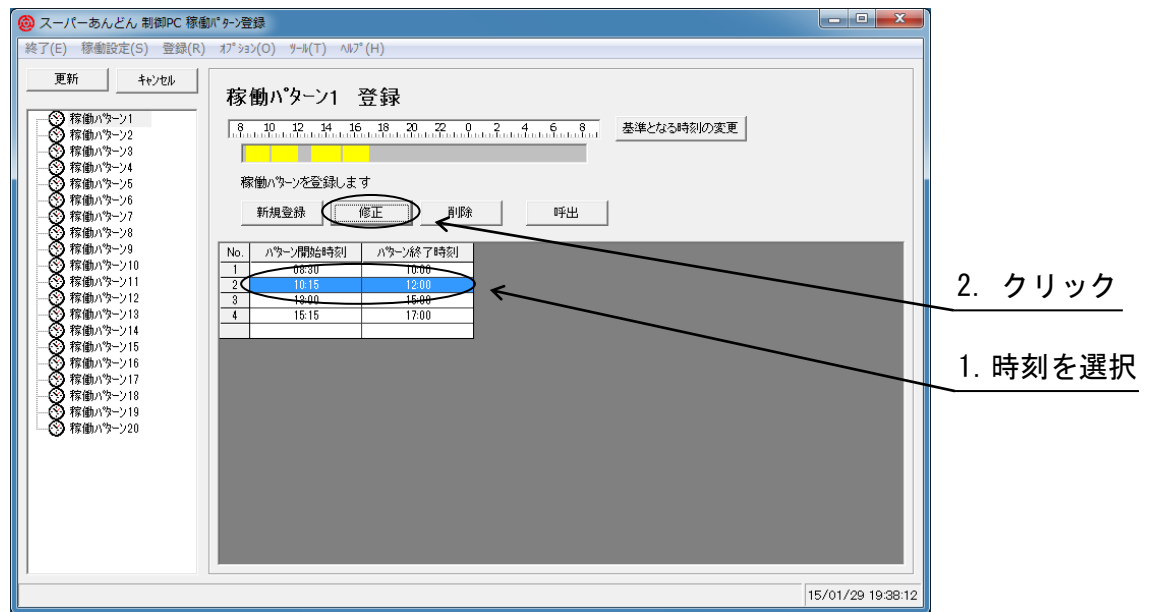 スーパーあんどん 制御PC 稼働ﾊﾟﾀｰﾝ登録
終了(E) 稼働設定(S) 登録(R) ｵﾌﾟｼｮﾝ(O) ﾂｰﾙ(T) ﾍﾙﾌﾟ(H)
更新 ｷｬﾝｾﾙ
稼働ﾊﾟﾀｰﾝ1 登録
8 10 12 14 16 18 20 22 0 2 4 6 8
基準となる時刻の変更
稼働ﾊﾟﾀｰﾝを登録します
新規登録 修正 削除 呼出
No. ﾊﾟﾀｰﾝ開始時刻 ﾊﾟﾀｰﾝ終了時刻
1 08:30 10:00
2 10:15 12:00
3 13:00 15:00
4 15:15 17:00
稼働ﾊﾟﾀｰﾝ1
稼働ﾊﾟﾀｰﾝ2
稼働ﾊﾟﾀｰﾝ3
稼働ﾊﾟﾀｰﾝ4
稼働ﾊﾟﾀｰﾝ5
稼働ﾊﾟﾀｰﾝ6
稼働ﾊﾟﾀｰﾝ7
稼働ﾊﾟﾀｰﾝ8
稼働ﾊﾟﾀｰﾝ9
稼働ﾊﾟﾀｰﾝ10
稼働ﾊﾟﾀｰﾝ11
稼働ﾊﾟﾀｰﾝ12
稼働ﾊﾟﾀｰﾝ13
稼働ﾊﾟﾀｰﾝ14
稼働ﾊﾟﾀｰﾝ15
稼働ﾊﾟﾀｰﾝ16
稼働ﾊﾟﾀｰﾝ17
稼働ﾊﾟﾀｰﾝ18
稼働ﾊﾟﾀｰﾝ19
稼働ﾊﾟﾀｰﾝ20
2. クリック
1. 時刻を選択
15/01/29 19:38:12